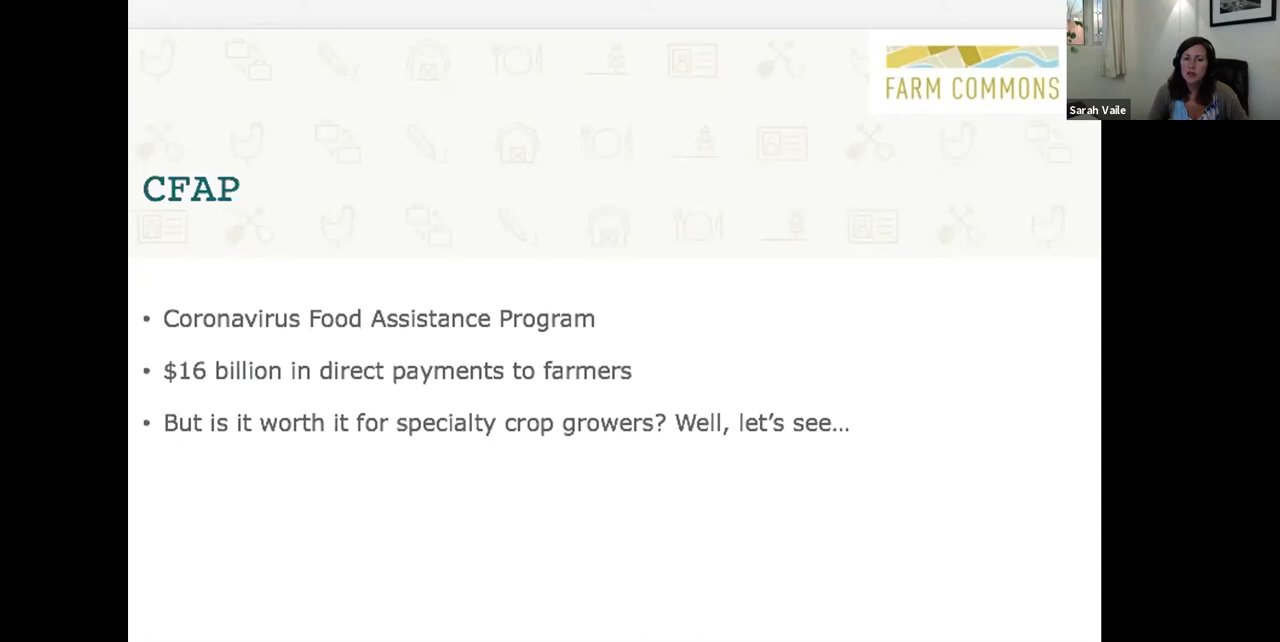 FARM COMMONS
Sarah Vaile
CFAP
• Coronavirus Food Assistance Program
• $16 billion in direct payments to farmers
• But is it worth it for specialty crop growers? Well, let’s see…